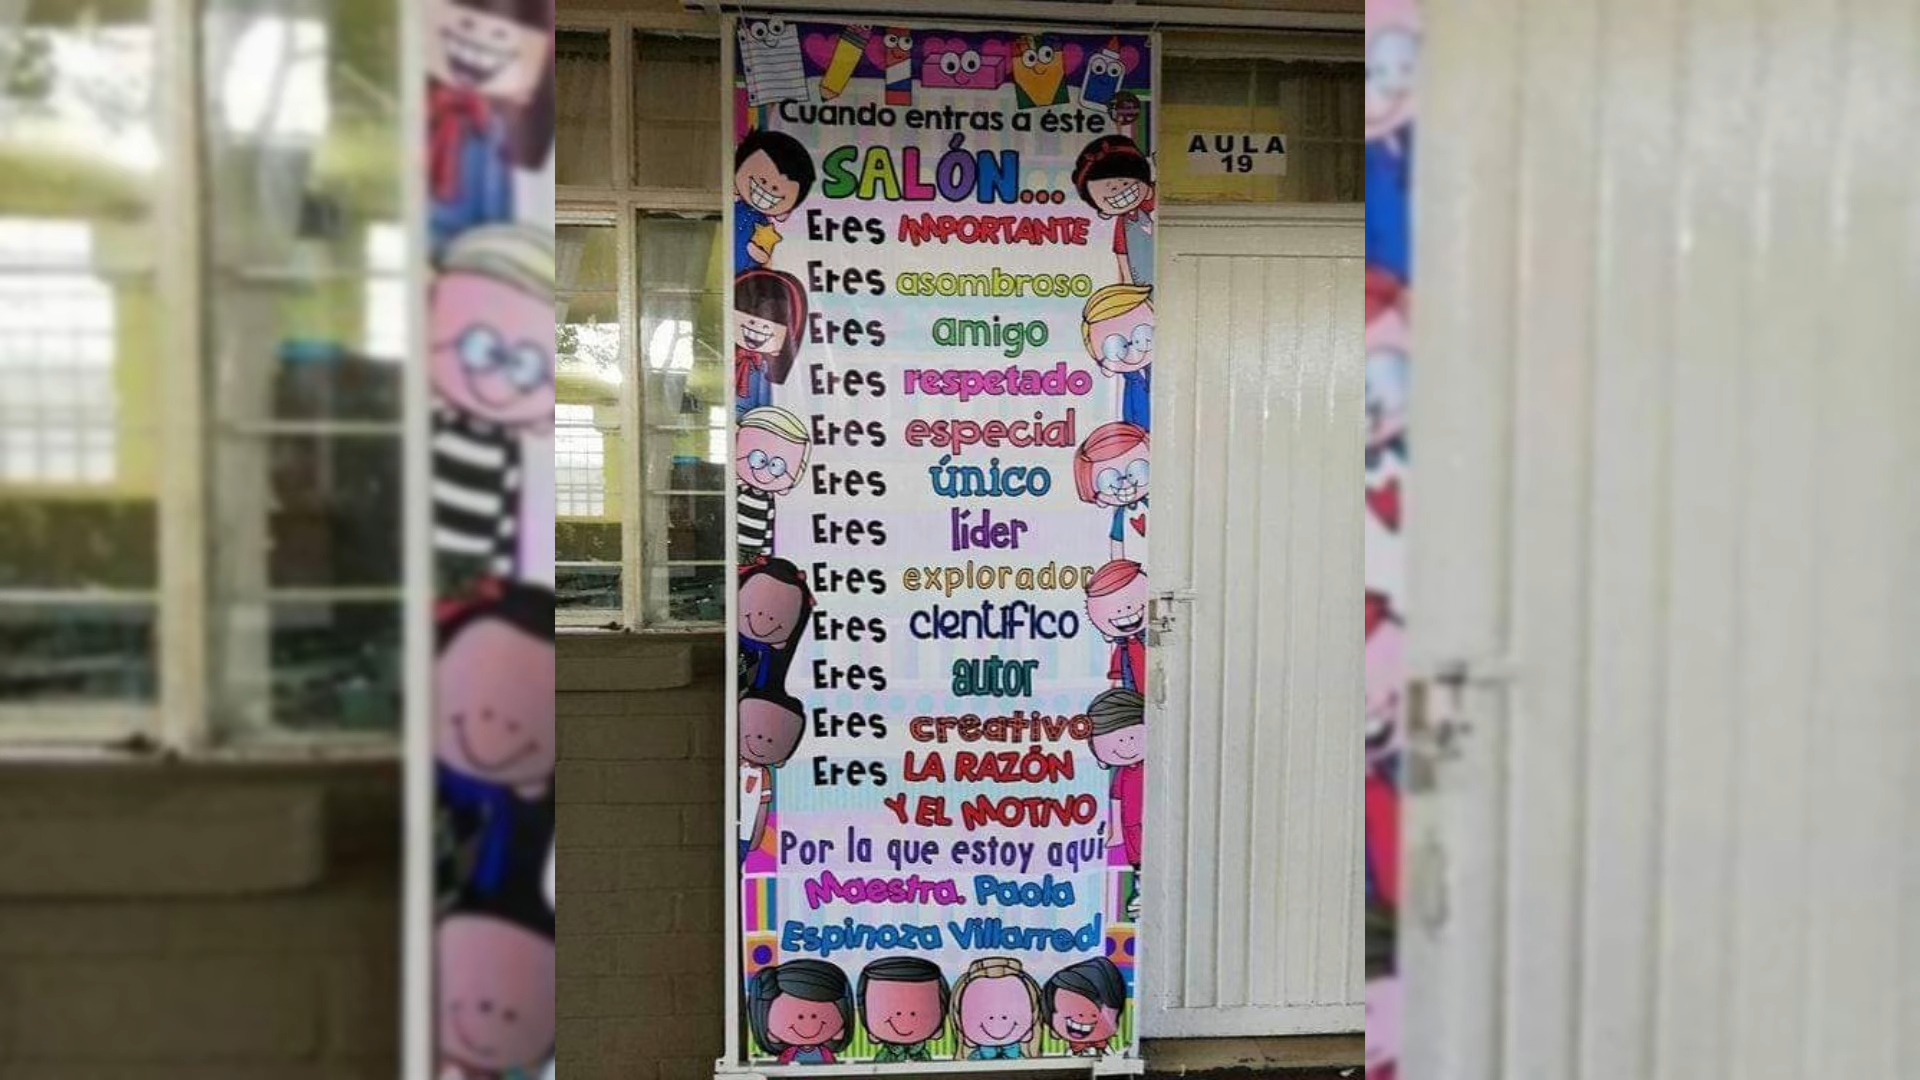 Cuando entras a éste
SALÓN...
Eres IMPORTANTE
Eres asombroso
Eres amigo
Eres respetado
Eres especial
Eres único
Eres líder
Eres explorador
Eres científico
Eres autor
Eres creativo
Eres LA RAZÓN
Y EL MOTIVO
Por la que estoy aquí
Maestra. Paola
Espinoza Villarreal
AULA
19